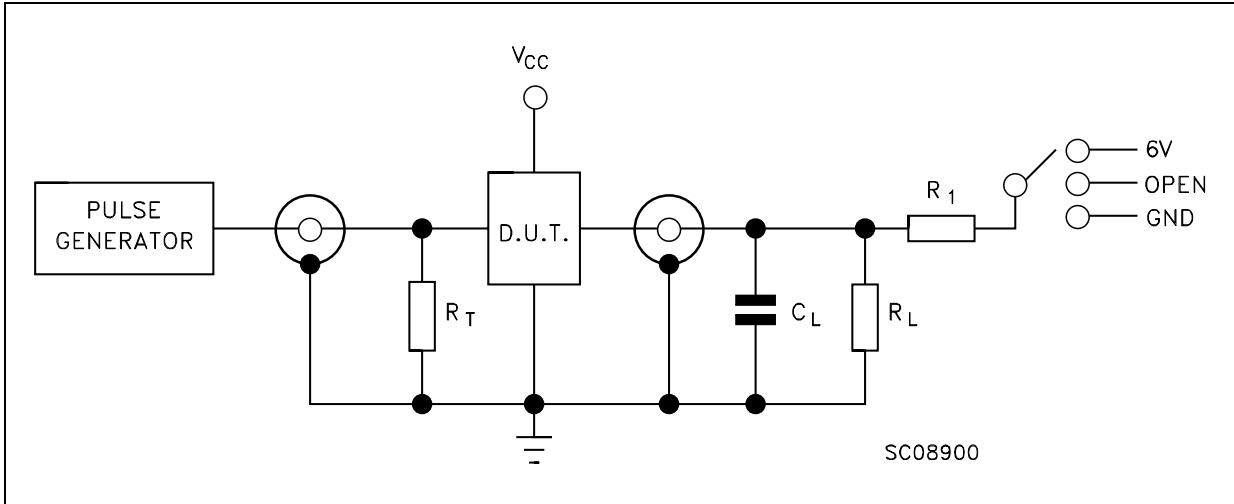 VCC
PULSE
GENERATOR
D.U.T.
RT
CL
RL
R1
6V
OPEN
GND
SC08900